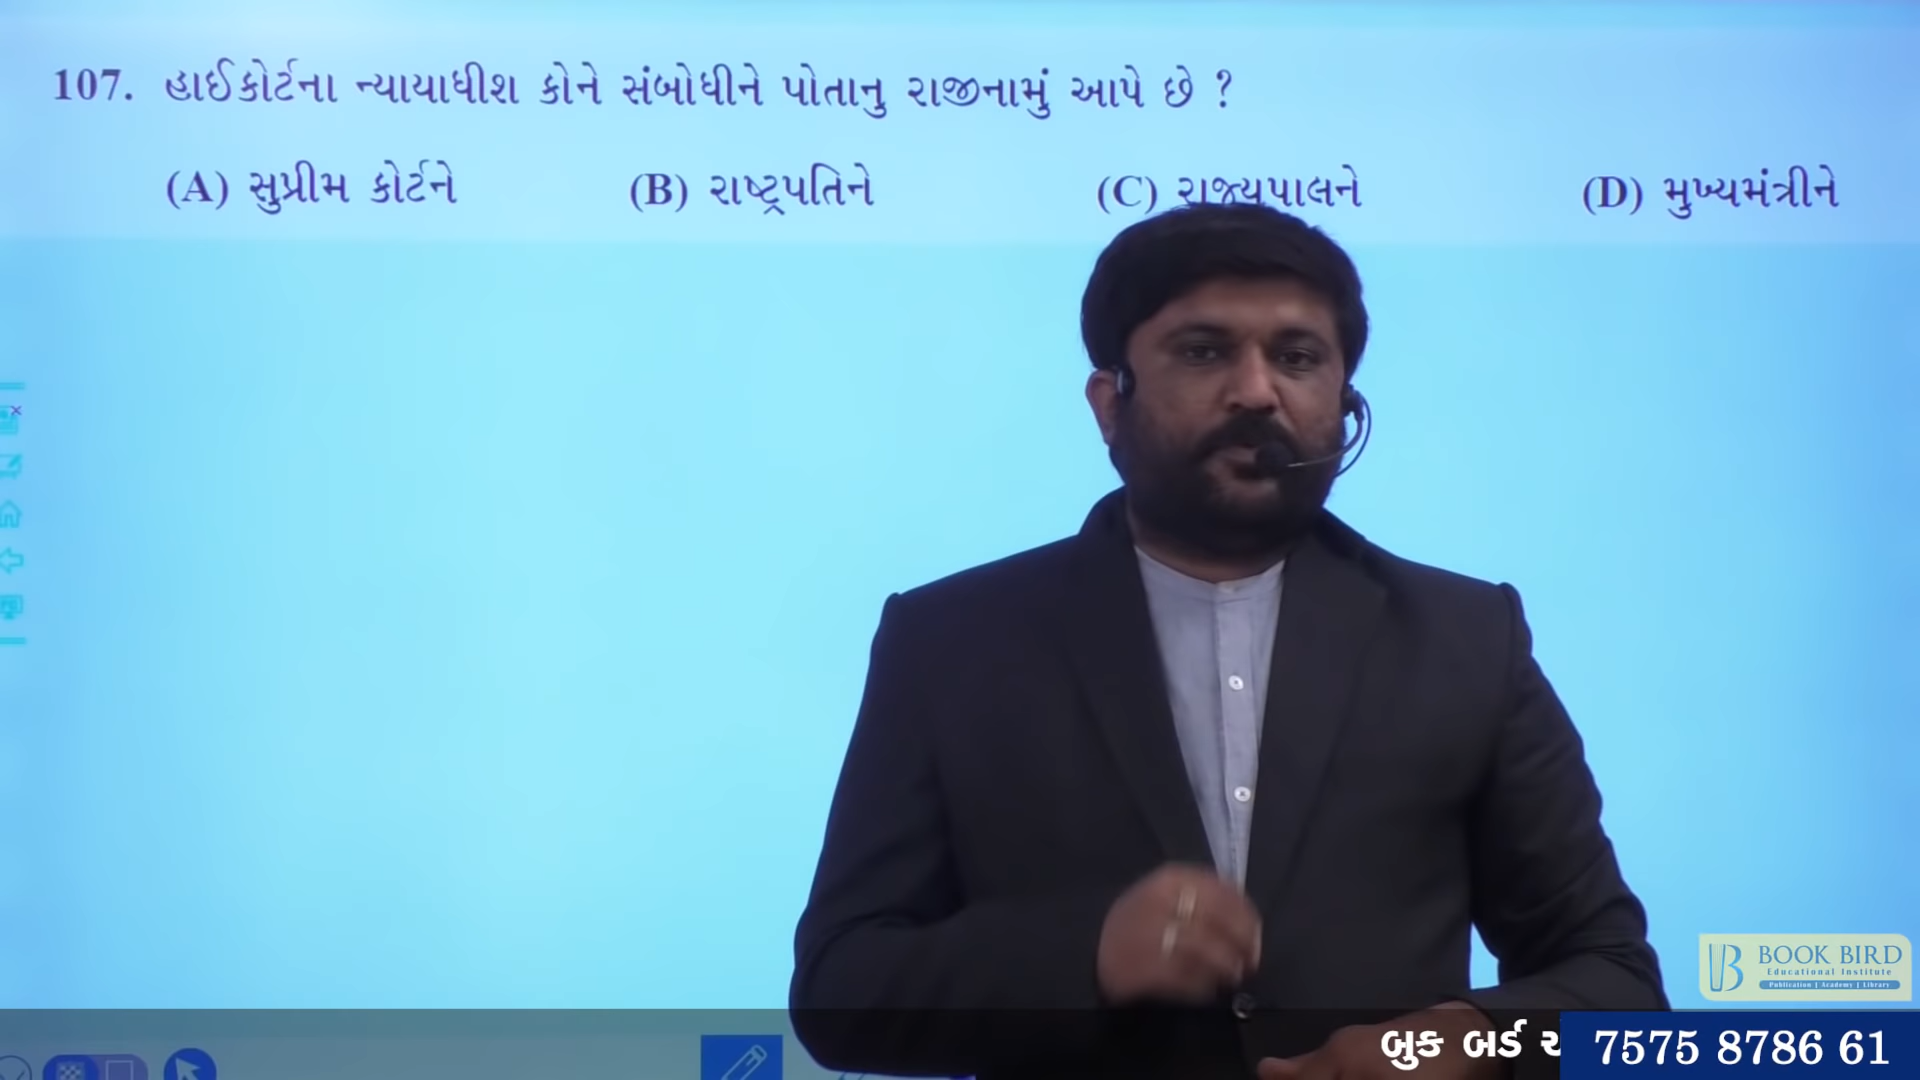 107. હાઈકોર્ટના ન્યાયાધીશ કોને સંબોધીને પોતાનુ રાજીનામું આપે છે ?
(A) સુપ્રીમ કોર્ટને (B) રાષ્ટ્રપતિને (C) રાજ્યપાલને (D) મુખ્યમંત્રીને
BOOK BIRD
Educational Institute
Publication | Academy | Library
બુક બર્ડ
7575 8786 61